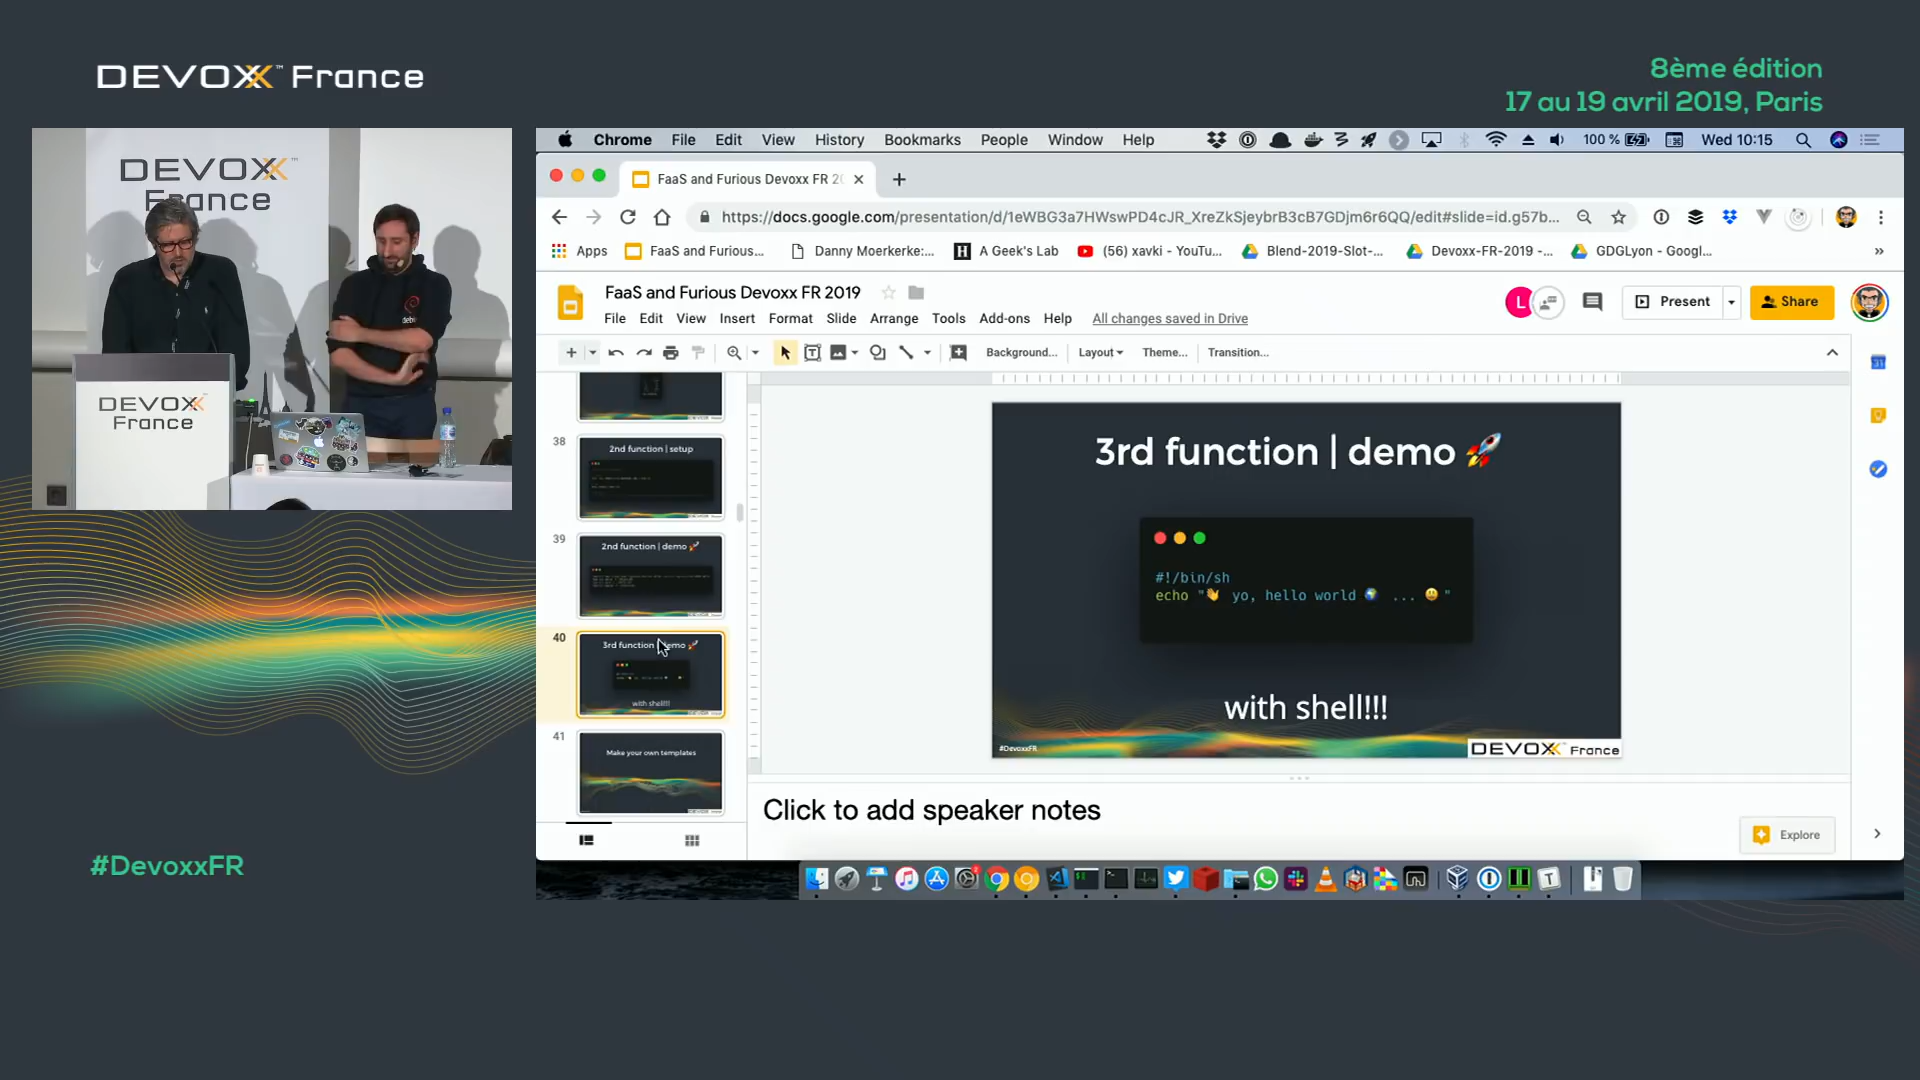 DEVOXX™ France
8ème édition
17 au 19 avril 2019, Paris
DEVOXX™
France
DEVOXX
France
Chrome File Edit View History Bookmarks People Window Help
100 % Wed 10:15
FaaS and Furious Devoxx FR 2
https://docs.google.com/presentation/d/1eWBG3a7HWswPD4cJR_XreZkSjeybrB3cB7GDjm6r6QQ/edit#slide=id.g57b...
Apps FaaS and Furious... Danny Moerkerke:... A Geek's Lab (56) xavki - YouTu... Blend-2019-Slot-... Devoxx-FR-2019 -... GDGLyon - Googl... »
FaaS and Furious Devoxx FR 2019
L Present Share
File Edit View Insert Format Slide Arrange Tools Add-ons Help All changes saved in Drive
Background... Layout Theme... Transition...
38
2nd function | setup
39
2nd function | demo 🚀
40
3rd function demo 🚀
with shell!!!
41
Make your own templates
3rd function | demo 🚀
#!/bin/sh
echo "👋 yo, hello world 🌍 ... 😃 "
with shell!!!
#DevoxxFR
DEVOXX France
Click to add speaker notes
Explore
#DevoxxFR